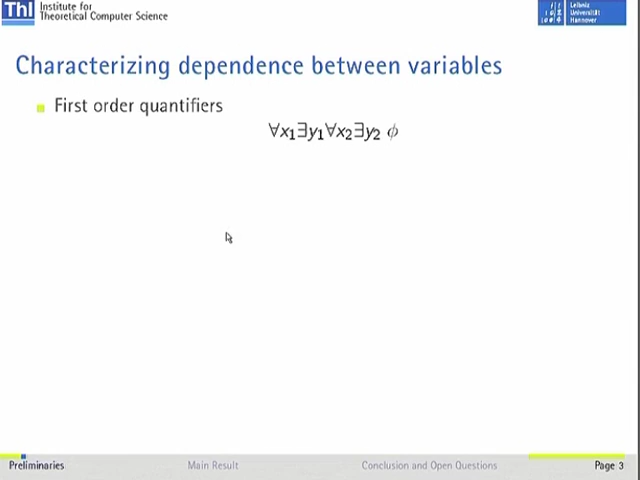 ThI Institute for
Theoretical Computer Science
Leibniz
Universität
Hannover
Characterizing dependence between variables
First order quantifiers
∀x₁∃y₁∀x₂∃y₂ ϕ
Preliminaries Main Result Conclusion and Open Questions Page 3